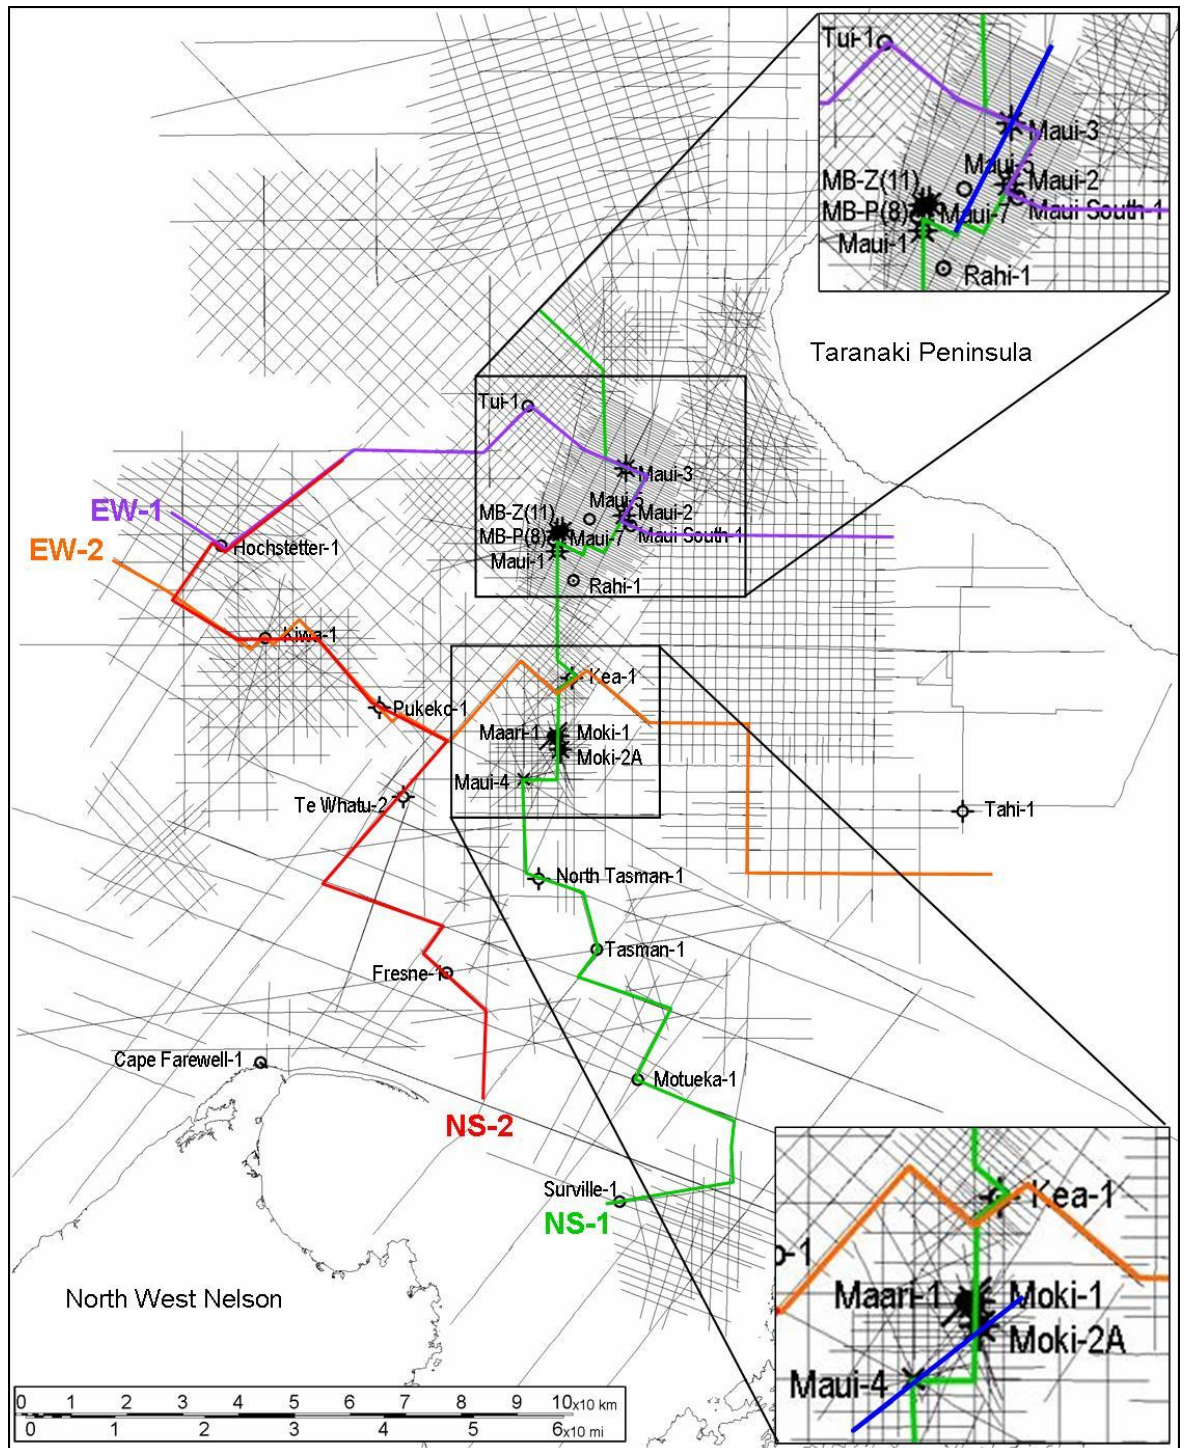 Tui-1
Maui-3
Maui-5
MB-Z(11)
Maui-2
MB-P(8)
Maui-7
Maui South-1
Maui-1
Rahi-1
Taranaki Peninsula
Tui-1
Maui-3
EW-1
MB-Z(11)
Maui-5
Maui-2
MB-P(8)
Maui-7
Maui South-1
EW-2
Hochstetter-1
Maui-1
Rahi-1
Kiwa-1
Kea-1
Pukeko-1
Maari-1
Moki-1
Moki-2A
Maui-4
Te Whatu-2
Tahi-1
North Tasman-1
Tasman-1
Fresne-1
Cape Farewell-1
Motueka-1
NS-2
Surville-1
NS-1
Kea-1
o-1
Maari-1
Moki-1
Moki-2A
Maui-4
North West Nelson
0 1 2 3 4 5 6 7 8 9 10x10 km
0 1 2 3 4 5 6x10 mi